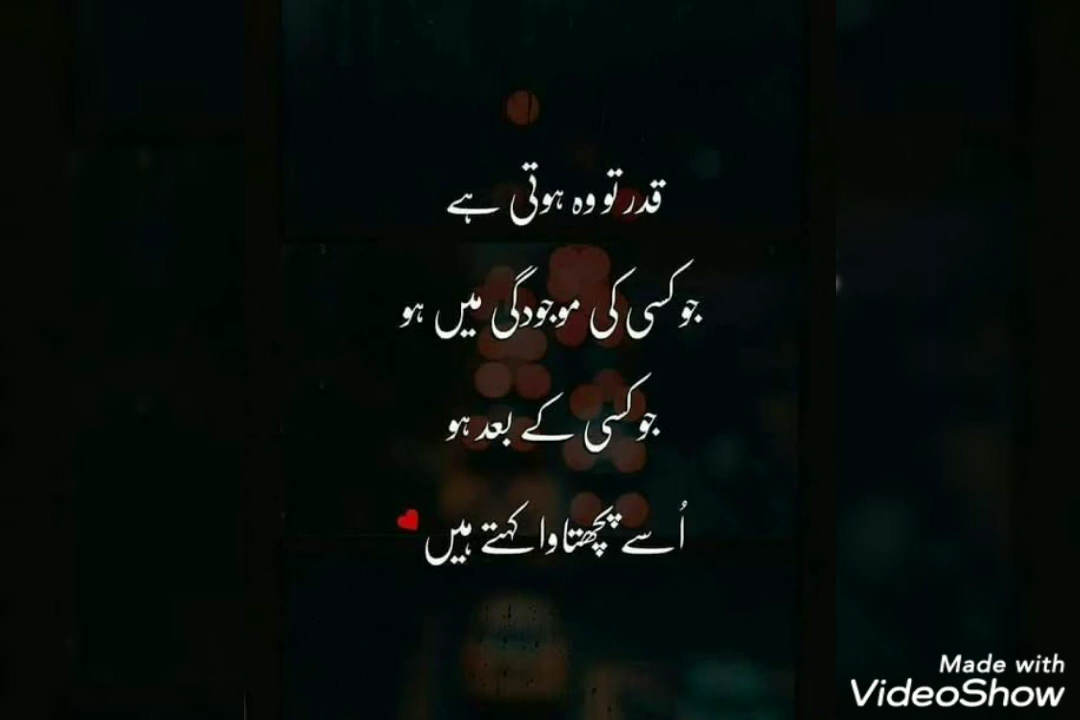 قدر تو وہ ہوتی ہے
جو کسی کی موجودگی میں ہو
جو کسی کے بعد ہو
اُسے پچھتاوا کہتے ہیں
Made with
VideoShow